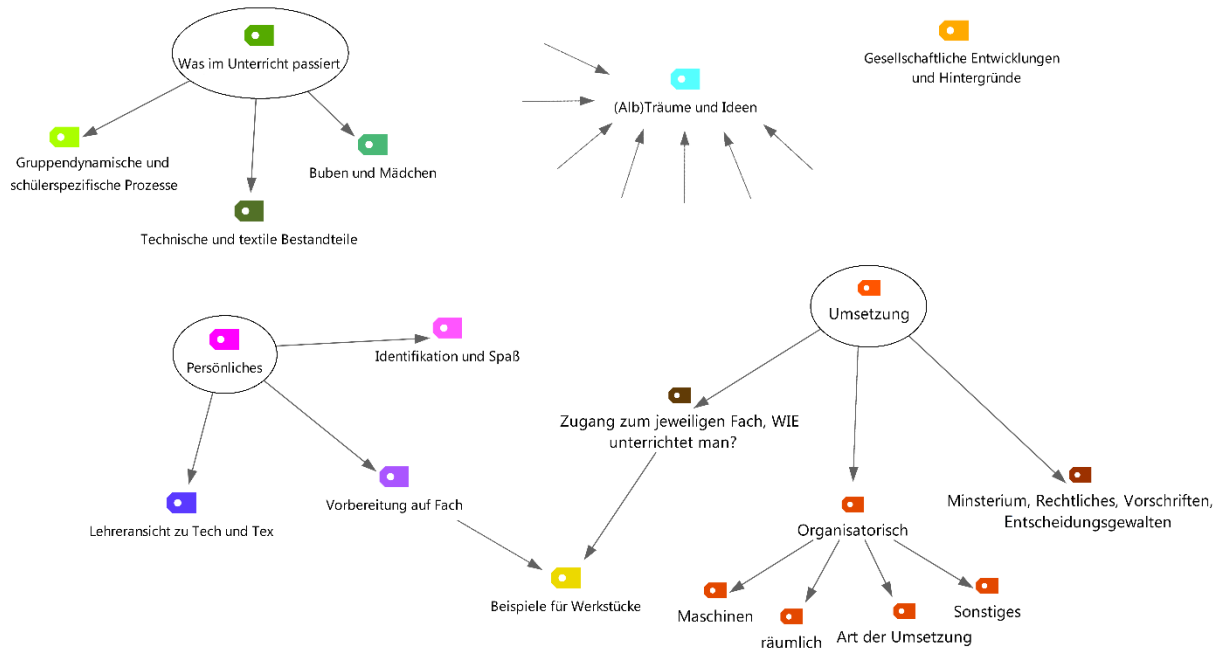 Was im Unterricht passiert
Gruppendynamische und
schülerspezifische Prozesse
Buben und Mädchen
Technische und textile Bestandteile
(Alb)Träume und Ideen
Gesellschaftliche Entwicklungen
und Hintergründe
Persönliches
Identifikation und Spaß
Lehreransicht zu Tech und Tex
Vorbereitung auf Fach
Umsetzung
Zugang zum jeweiligen Fach, WIE
unterrichtet man?
Organisatorisch
Minsterium, Rechtliches, Vorschriften,
Entscheidungsgewalten
Beispiele für Werkstücke
Maschinen
räumlich
Art der Umsetzung
Sonstiges